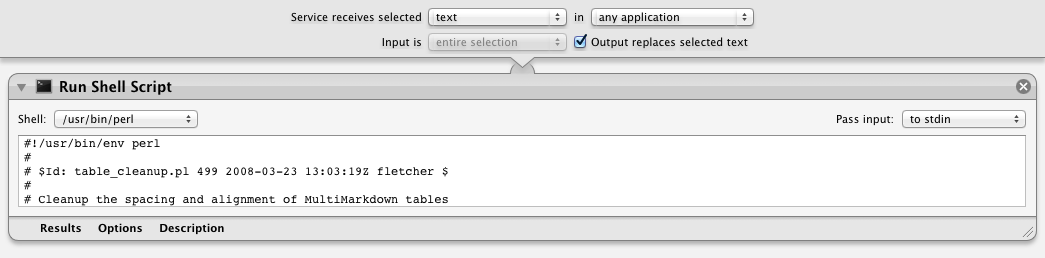 Service receives selected text in any application
Input is entire selection Output replaces selected text
Run Shell Script
Shell: /usr/bin/perl Pass input: to stdin
#!/usr/bin/env perl
#
# $Id: table_cleanup.pl 499 2008-03-23 13:03:19Z fletcher $
#
# Cleanup the spacing and alignment of MultiMarkdown tables
Results Options Description